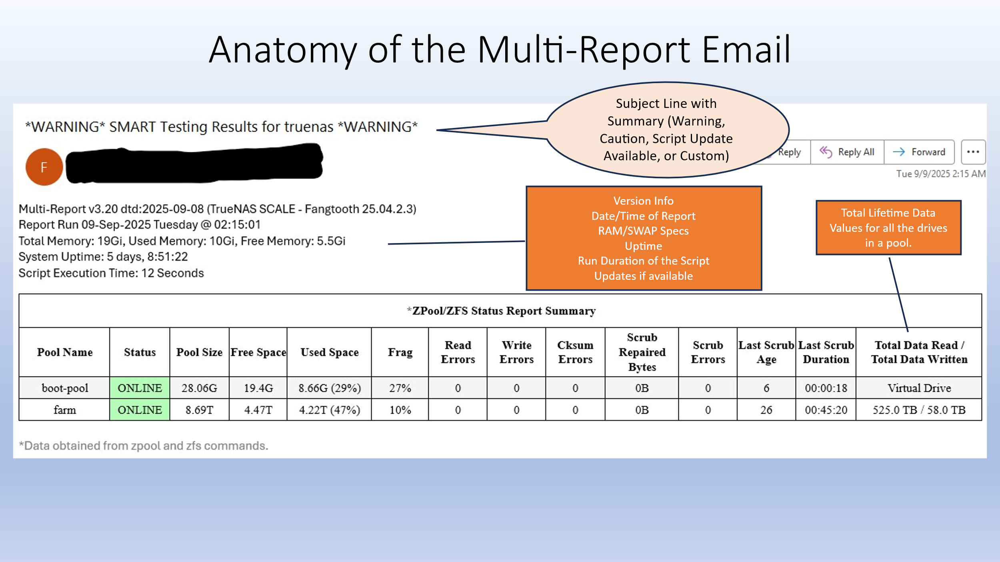 Anatomy of the Multi-Report Email
Subject Line with
Summary (Warning,
Caution, Script Update
Available, or Custom)
*WARNING* SMART Testing Results for truenas *WARNING*
F
Reply
Reply All
Forward
Tue 9/9/2025 2:15 AM
Multi-Report v3.20 dtd:2025-09-08 (TrueNAS SCALE - Fangtooth 25.04.2.3)
Report Run 09-Sep-2025 Tuesday @ 02:15:01
Total Memory: 19Gi, Used Memory: 10Gi, Free Memory: 5.5Gi
System Uptime: 5 days, 8:51:22
Script Execution Time: 12 Seconds
Version Info
Date/Time of Report
RAM/SWAP Specs
Uptime
Run Duration of the Script
Updates if available
Total Lifetime Data
Values for all the drives
in a pool.
*ZPool/ZFS Status Report Summary
Pool Name
Status
Pool Size
Free Space
Used Space
Frag
Read
Errors
Write
Errors
Cksum
Errors
Scrub
Repaired
Bytes
Scrub
Errors
Last Scrub
Age
Last Scrub
Duration
Total Data Read /
Total Data Written
boot-pool ONLINE 28.06G 19.4G 8.66G (29%) 27% 0 0 0 0B 0 6 00:00:18 Virtual Drive
farm ONLINE 8.69T 4.47T 4.22T (47%) 10% 0 0 0 0B 0 26 00:45:20 525.0 TB / 58.0 TB
*Data obtained from zpool and zfs commands.